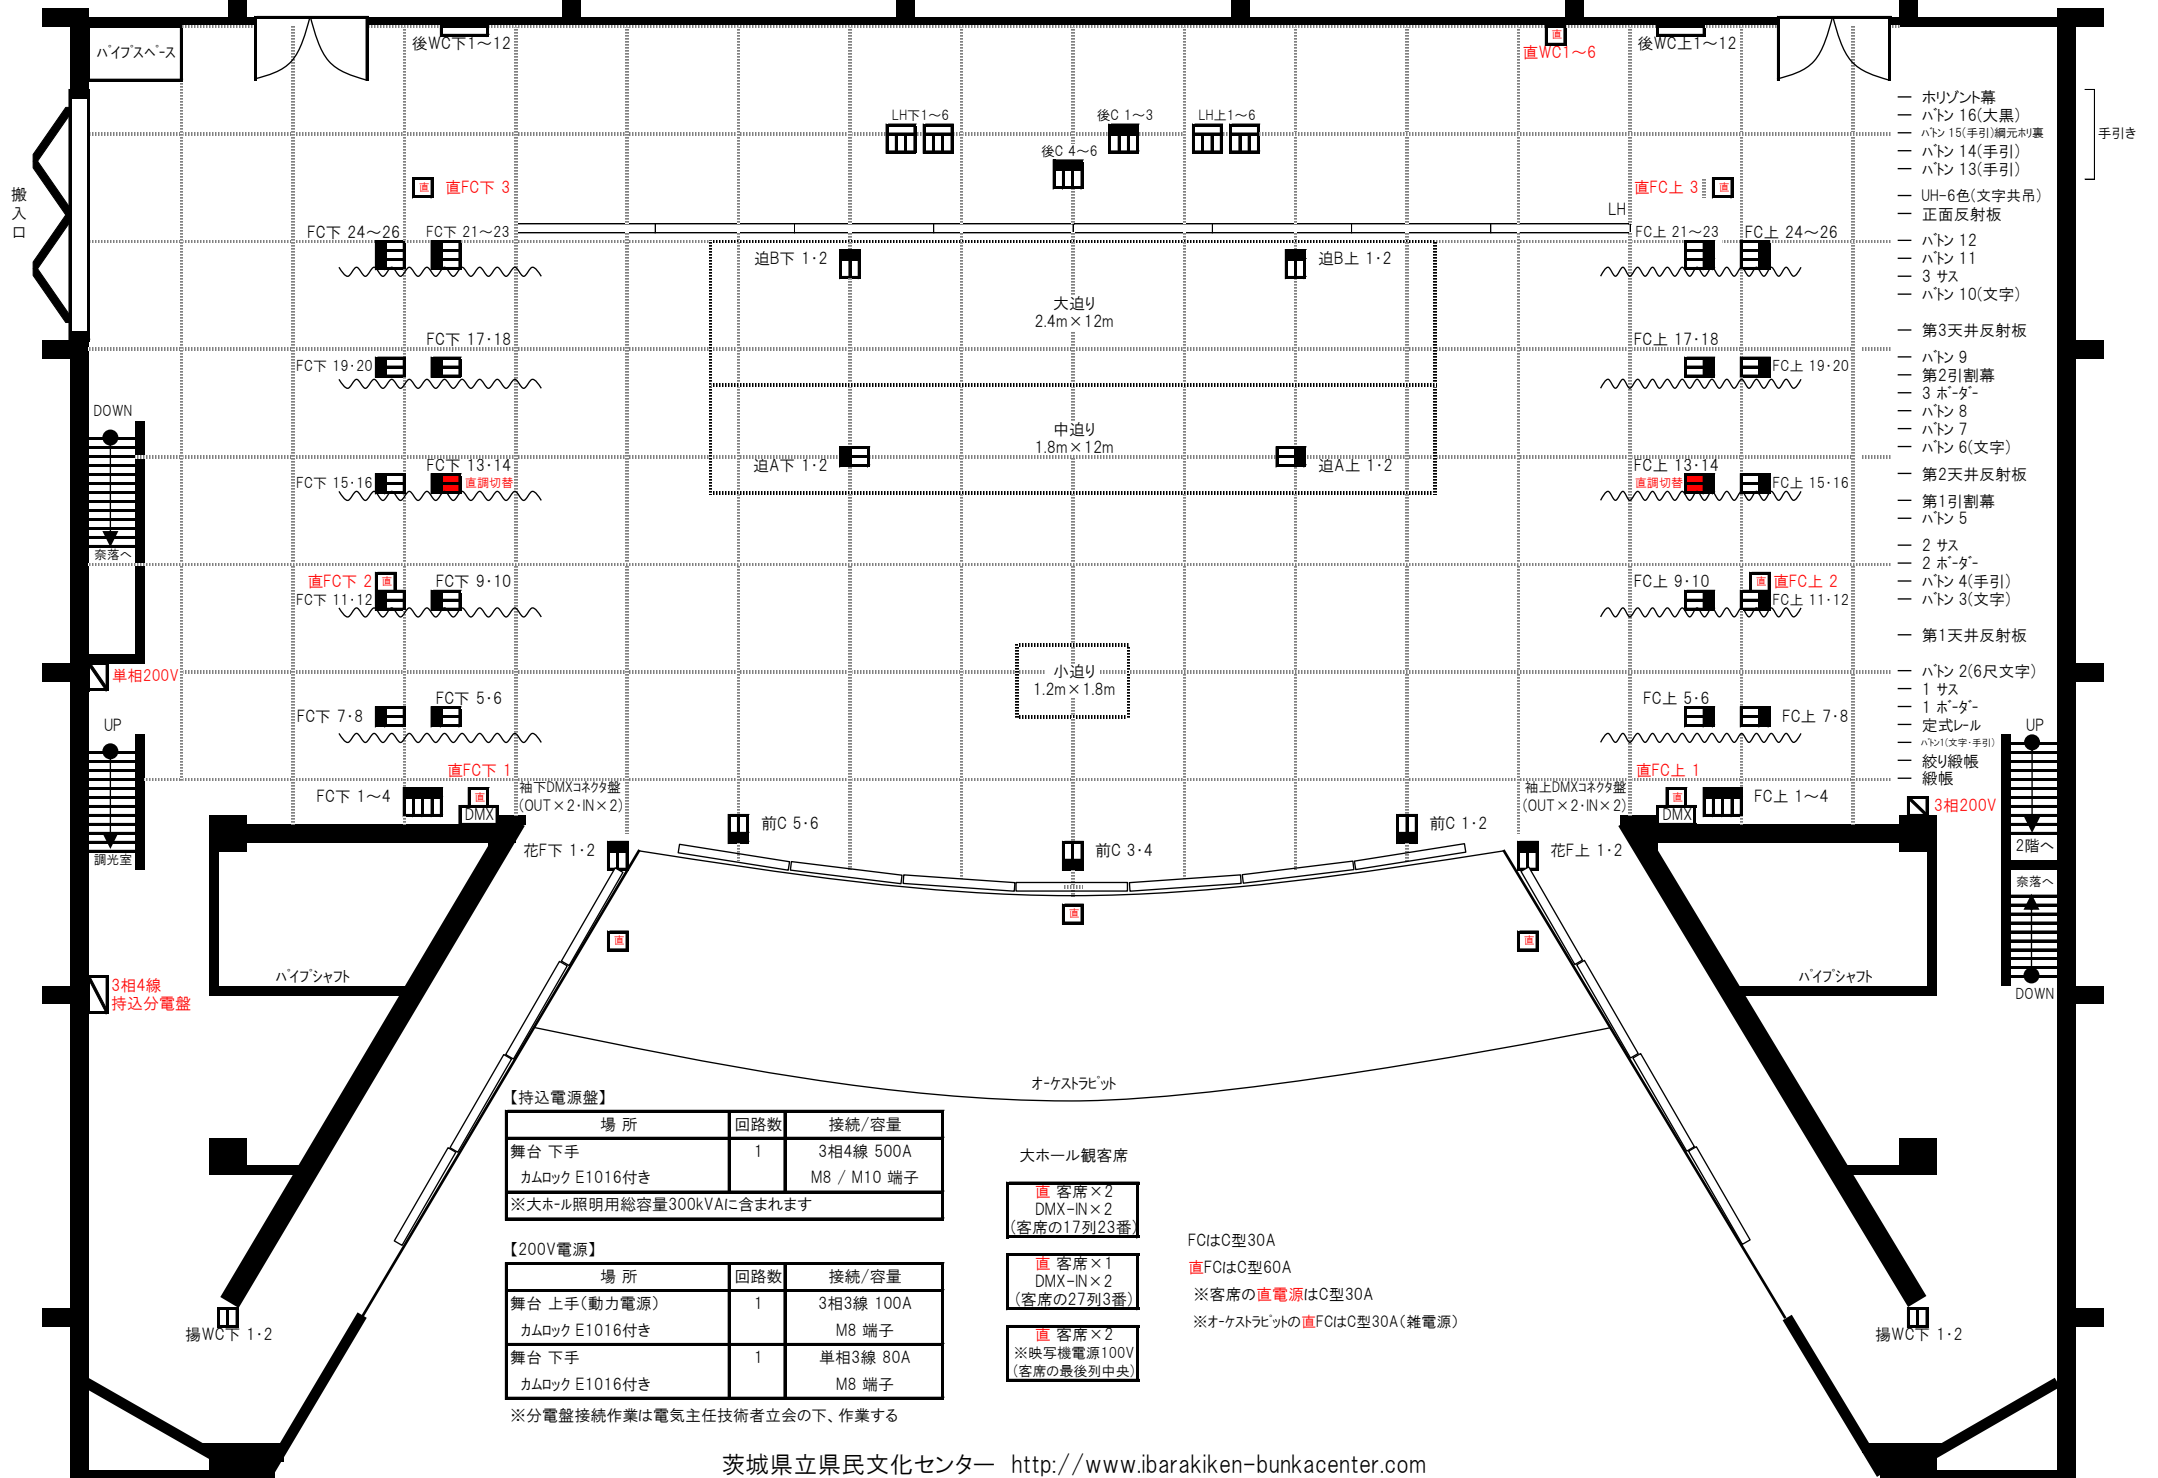 パイプスペース
後WC下1～12
直
直WC1～6
後WC上1～12
ホリゾント幕
バトン 16(大黒)
バトン 15(手引)綱元ホリ裏
バトン 14(手引)
バトン 13(手引)
手引き
UH-6色(文字共吊)
正面反射板
バトン 12
バトン 11
3 サス
バトン 10(文字)
第3天井反射板
バトン 9
第2引割幕
3 ボーダー
バトン 8
バトン 7
バトン 6(文字)
第2天井反射板
第1引割幕
バトン 5
2 サス
2 ボーダー
バトン 4(手引)
バトン 3(文字)
第1天井反射板
バトン 2(6尺文字)
1 サス
1 ボーダー
定式レール
バトン1(文字・手引)
絞り緞帳
緞帳
LH下1～6
後C 1～3
LH上1～6
後C 4～6
搬入口
直 直FC下 3
直FC上 3 直
LH
FC下 24～26 FC下 21～23
FC上 21～23 FC上 24～26
迫B下 1・2
迫B上 1・2
大迫り
2.4m×12m
FC下 17・18
FC上 17・18
FC下 19・20
FC上 19・20
DOWN
奈落へ
中迫り
1.8m×12m
迫A下 1・2
迫A上 1・2
FC下 13・14
FC下 15・16
直調切替
FC上 13・14
直調切替
FC上 15・16
直FC下 2 直
FC下 9・10
FC下 11・12
FC上 9・10
直 直FC上 2
FC上 11・12
単相200V
小迫り
1.2m×1.8m
FC下 5・6
FC下 7・8
FC上 5・6
FC上 7・8
UP
調光室
UP
2階へ
奈落へ
DOWN
直FC下 1
FC下 1～4
直
DMX
袖下DMXコネクタ盤
(OUT×2・IN×2)
袖上DMXコネクタ盤
(OUT×2・IN×2)
直FC上 1
直
DMX
FC上 1～4
3相200V
前C 5・6
前C 3・4
前C 1・2
花F下 1・2
花F上 1・2
直
直
直
パイプシャフト
パイプシャフト
3相4線
持込分電盤
オーケストラピット
【持込電源盤】
場 所 回路数 接続/容量
舞台 下手 1 3相4線 500A
カムロック E1016付き M8 / M10 端子
※大ホール照明用総容量300kVAに含まれます
【200V電源】
場 所 回路数 接続/容量
舞台 上手(動力電源) 1 3相3線 100A
カムロック E1016付き M8 端子
舞台 下手 1 単相3線 80A
カムロック E1016付き M8 端子
※分電盤接続作業は電気主任技術者立会の下、作業する
大ホール観客席
直 客席×2
DMX-IN×2
(客席の17列23番)
直 客席×1
DMX-IN×2
(客席の27列3番)
直 客席×2
※映写機電源100V
(客席の最後列中央)
FCはC型30A
直FCはC型60A
※客席の直電源はC型30A
※オーケストラピットの直FCはC型30A(雑電源)
揚WC下 1・2
揚WC下 1・2
茨城県立県民文化センター http://www.ibarakiken-bunkacenter.com